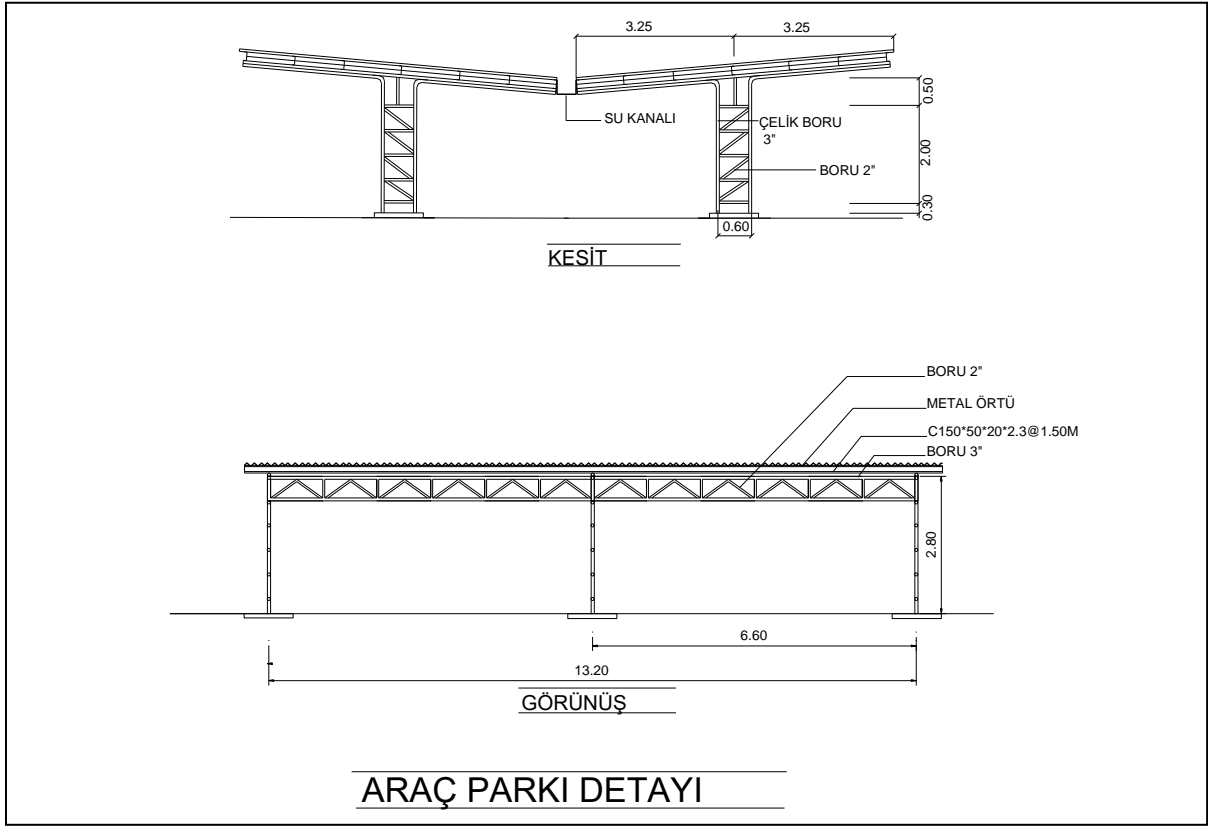 3.25
3.25
SU KANALI
ÇELİK BORU
3"
BORU 2"
0.50
2.00
0.30
0.60
KESİT
BORU 2"
METAL ÖRTÜ
C150*50*20*2.3@1.50M
BORU 3"
2.80
6.60
13.20
GÖRÜNÜŞ
ARAÇ PARKI DETAYI